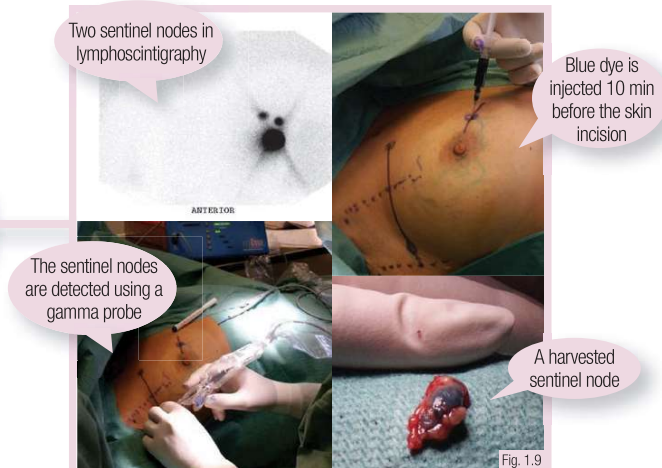 Two sentinel nodes in
lymphoscintigraphy
ANTERIOR
Blue dye is
injected 10 min
before the skin
incision
The sentinel nodes
are detected using a
gamma probe
A harvested
sentinel node
Fig. 1.9